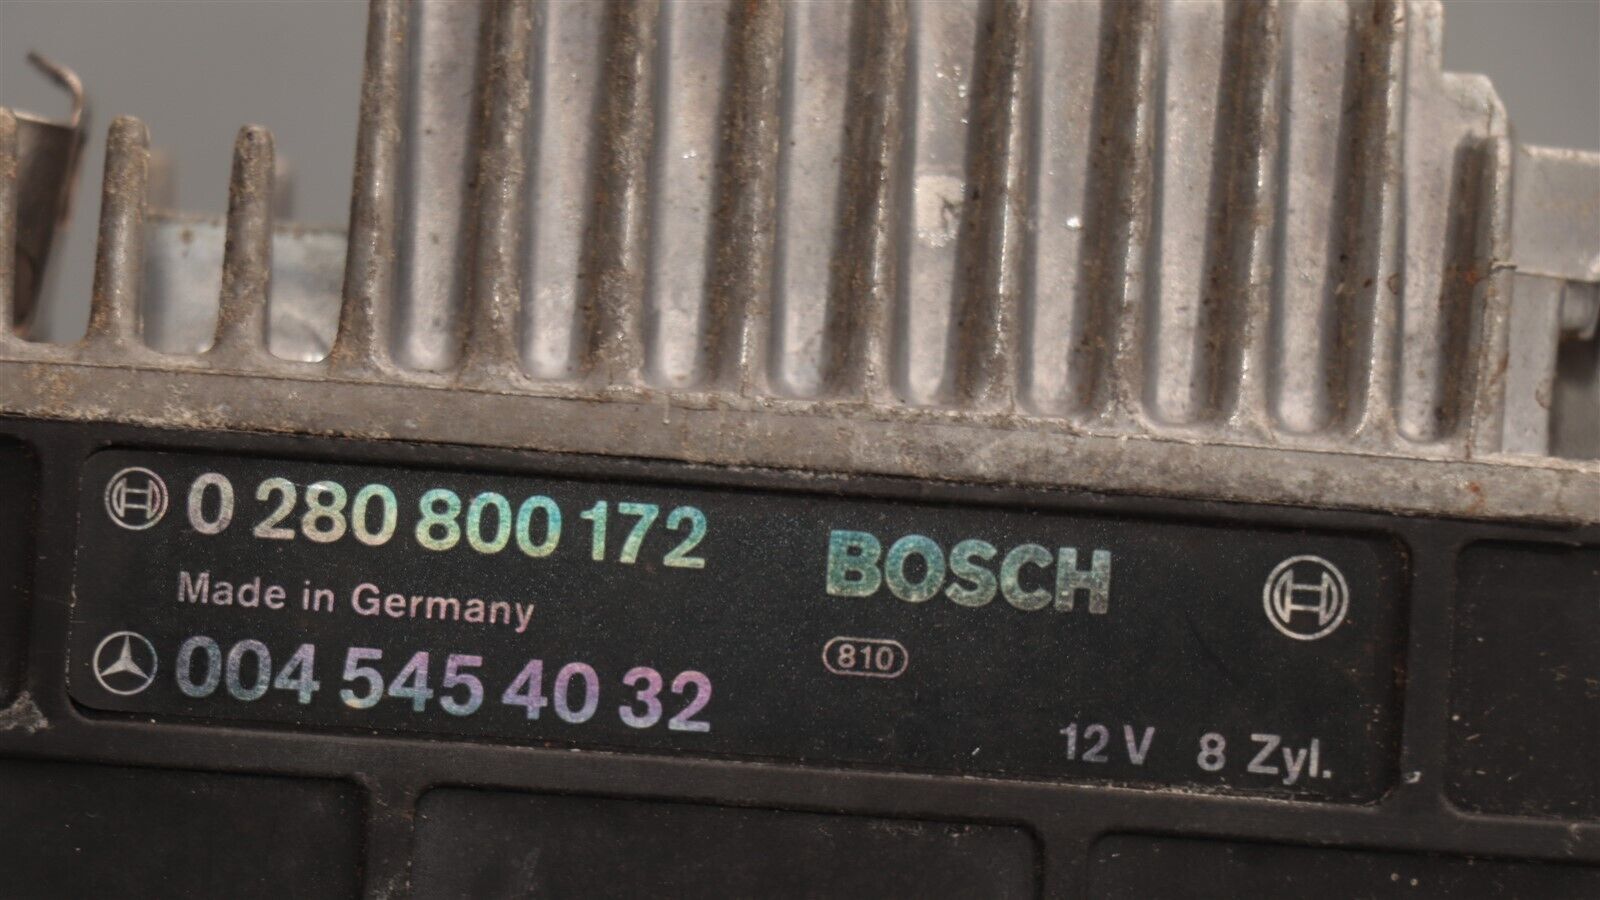 0 280 800 172
BOSCH
Made in Germany
004 545 40 32
810
12 V 8 Zyl.